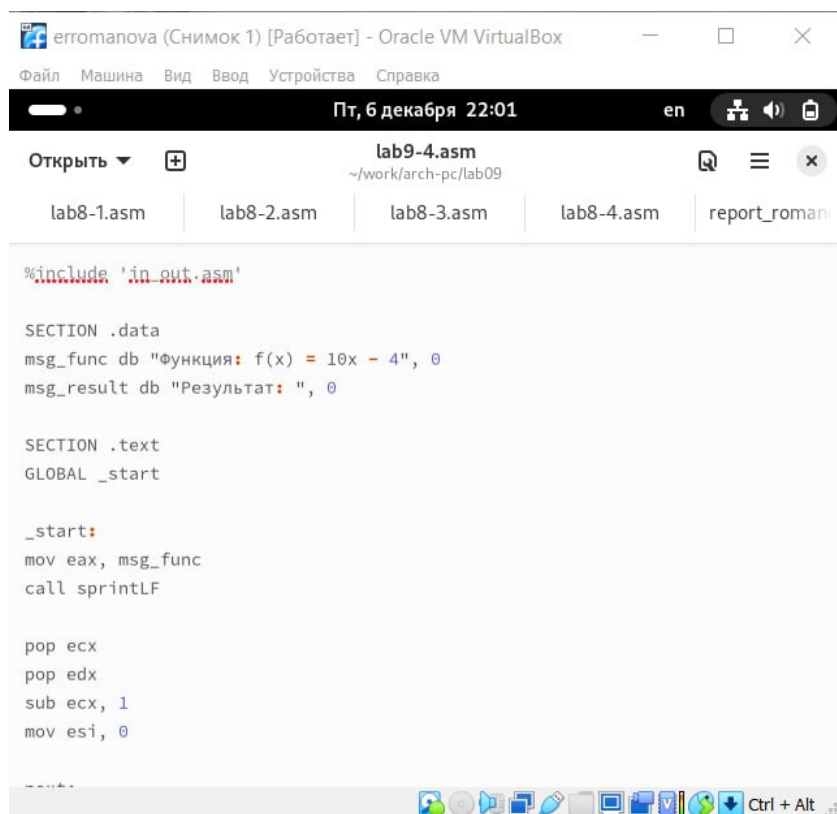 erromanova (Снимок 1) [Работает] - Oracle VM VirtualBox
Файл Машина Вид Ввод Устройства Справка
Пт, 6 декабря 22:01 en
Открыть lab9-4.asm
~/work/arch-pc/lab09
lab8-1.asm lab8-2.asm lab8-3.asm lab8-4.asm
%include 'in_out.asm'
SECTION .data
msg_func db "Функция: f(x) = 10x - 4", 0
msg_result db "Результат: ", 0
SECTION .text
GLOBAL _start
_start:
mov eax, msg_func
call sprintLF
pop ecx
pop edx
sub ecx, 1
mov esi, 0
Ctrl + Alt